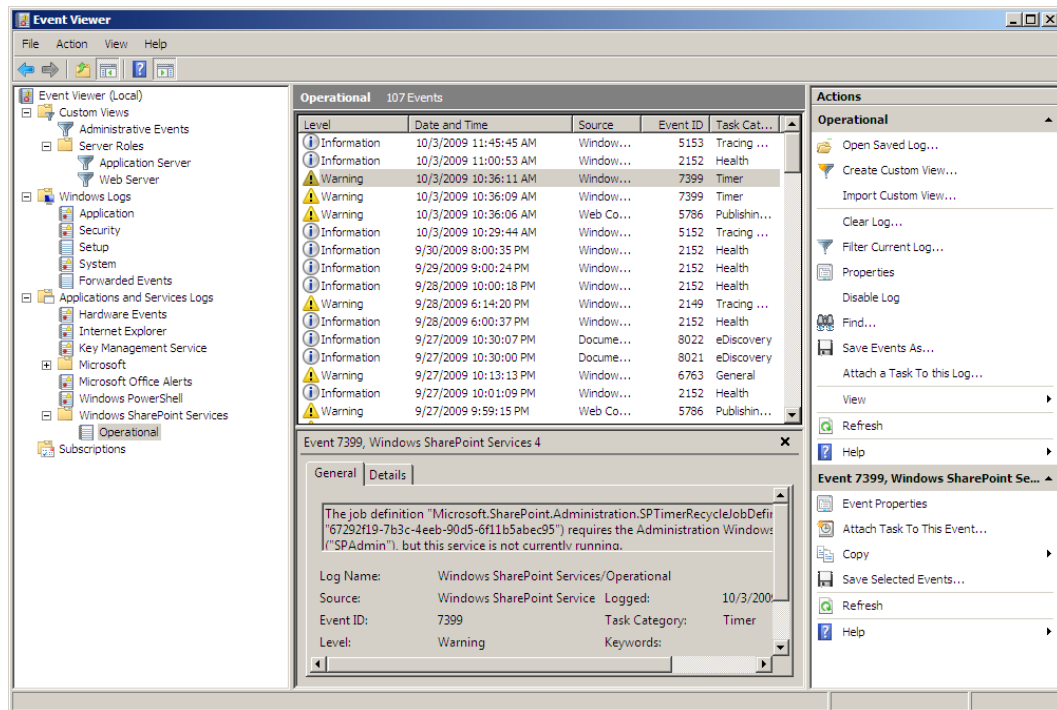 Event Viewer
File Action View Help
Event Viewer (Local)
Custom Views
Administrative Events
Server Roles
Application Server
Web Server
Windows Logs
Application
Security
Setup
System
Forwarded Events
Applications and Services Logs
Hardware Events
Internet Explorer
Key Management Service
Microsoft
Microsoft Office Alerts
Windows PowerShell
Windows SharePoint Services
Operational
Subscriptions
Operational 107 Events
Level Date and Time Source Event ID Task Cat...
Information 10/3/2009 11:45:45 AM Window... 5153 Tracing ...
Information 10/3/2009 11:00:53 AM Window... 2152 Health
Warning 10/3/2009 10:36:11 AM Window... 7399 Timer
Warning 10/3/2009 10:36:09 AM Window... 7399 Timer
Warning 10/3/2009 10:36:06 AM Web Co... 5786 Publishin...
Information 10/3/2009 10:29:44 AM Window... 5152 Tracing ...
Information 9/30/2009 8:00:35 PM Window... 2152 Health
Information 9/29/2009 9:00:24 PM Window... 2152 Health
Information 9/28/2009 10:00:18 PM Window... 2152 Health
Warning 9/28/2009 6:14:20 PM Window... 2149 Tracing ...
Information 9/28/2009 6:00:37 PM Window... 2152 Health
Information 9/27/2009 10:30:07 PM Docume... 8022 eDiscovery
Information 9/27/2009 10:30:00 PM Docume... 8021 eDiscovery
Warning 9/27/2009 10:13:13 PM Window... 6763 General
Information 9/27/2009 10:01:09 PM Window... 2152 Health
Warning 9/27/2009 9:59:15 PM Web Co... 5786 Publishin...
Event 7399, Windows SharePoint Services 4
General Details
The job definition "Microsoft.SharePoint.Administration.SPTimerRecycleJobDefi
"67292f19-7b3c-4eeb-90d5-6f11b5abec95") requires the Administration Windows
("SPAdmin"), but this service is not currently running.
Log Name: Windows SharePoint Services/Operational
Source: Windows SharePoint Service Logged: 10/3/200
Event ID: 7399 Task Category: Timer
Level: Warning Keywords:
Actions
Operational
Open Saved Log...
Create Custom View...
Import Custom View...
Clear Log...
Filter Current Log...
Properties
Disable Log
Find...
Save Events As...
Attach a Task To this Log...
View
Refresh
Help
Event 7399, Windows SharePoint Se...
Event Properties
Attach Task To This Event...
Copy
Save Selected Events...
Refresh
Help